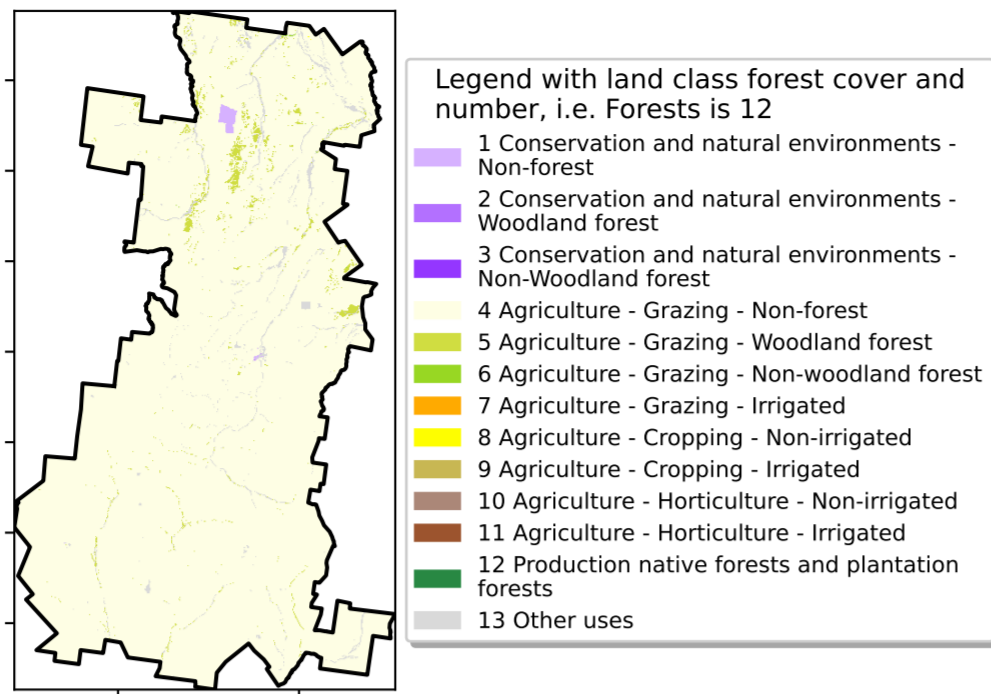 Legend with land class forest cover and
number, i.e. Forests is 12
1 Conservation and natural environments -
Non-forest
2 Conservation and natural environments -
Woodland forest
3 Conservation and natural environments -
Non-Woodland forest
4 Agriculture - Grazing - Non-forest
5 Agriculture - Grazing - Woodland forest
6 Agriculture - Grazing - Non-woodland forest
7 Agriculture - Grazing - Irrigated
8 Agriculture - Cropping - Non-irrigated
9 Agriculture - Cropping - Irrigated
10 Agriculture - Horticulture - Non-irrigated
11 Agriculture - Horticulture - Irrigated
12 Production native forests and plantation
forests
13 Other uses